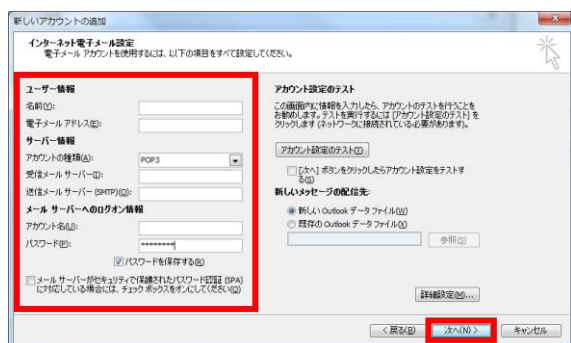 新しいアカウントの追加
インターネット電子メール設定
電子メール アカウントを使用するには、以下の項目をすべて設定してください。
ユーザー情報
名前(Y):
電子メール アドレス(E):
サーバー情報
アカウントの種類(A):
POP3
受信メール サーバー(I):
送信メール サーバー (SMTP)(O):
メール サーバーへのログオン情報
アカウント名(U):
パスワード(P):
********
パスワードを保存する(R)
メール サーバーがセキュリティで保護されたパスワード認証 (SPA)
に対応している場合には、チェック ボックスをオンにしてください(Q)
アカウント設定のテスト
この画面内に情報を入力したら、アカウントのテストを行うことを
お勧めします。テストを実行するには [アカウント設定のテスト] を
クリックします (ネットワークに接続されている必要があります)。
アカウント設定のテスト(T)
[次へ] ボタンをクリックしたらアカウント設定をテストす
る(S)
新しいメッセージの配信先:
新しい Outlook データ ファイル(W)
既存の Outlook データ ファイル(X)
参照(S)
詳細設定(M)...
< 戻る(B)
次へ(N) >
キャンセル